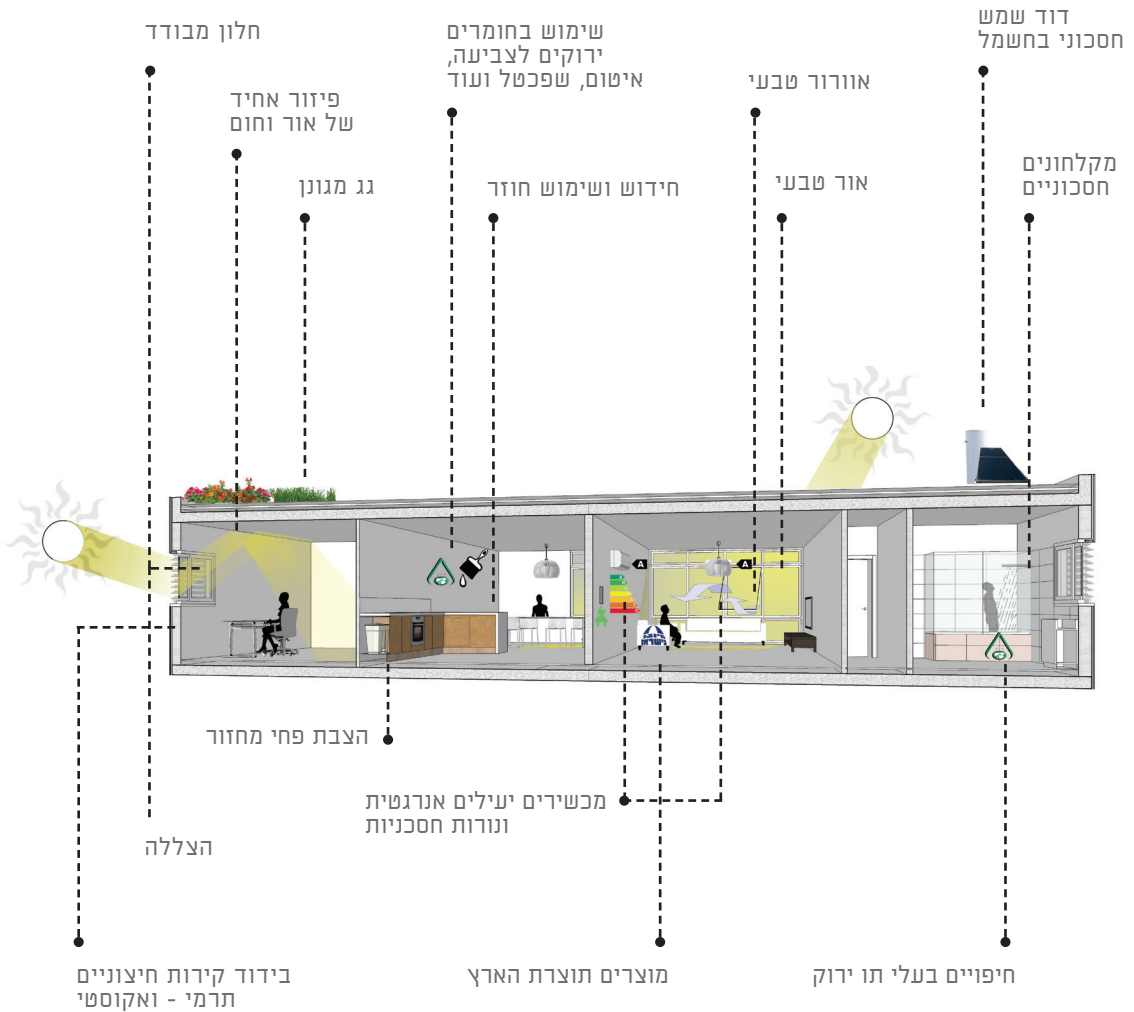 דוד שמש
חסכוני בחשמל
שימוש בחומרים
ירוקים לצביעה,
איטום, שפכטל ועוד
חלון מבודד
אוורור טבעי
פיזור אחיד
של אור וחום
מקלחונים
חסכוניים
אור טבעי
חידוש ושימוש חוזר
גג מגונן
A
A
הצבת פחי מחזור
מכשירים יעילים אנרגטית
ונורות חסכניות
הצללה
חיפויים בעלי תו ירוק
מוצרים תוצרת הארץ
בידוד קירות חיצוניים
תרמי - ואקוסטי